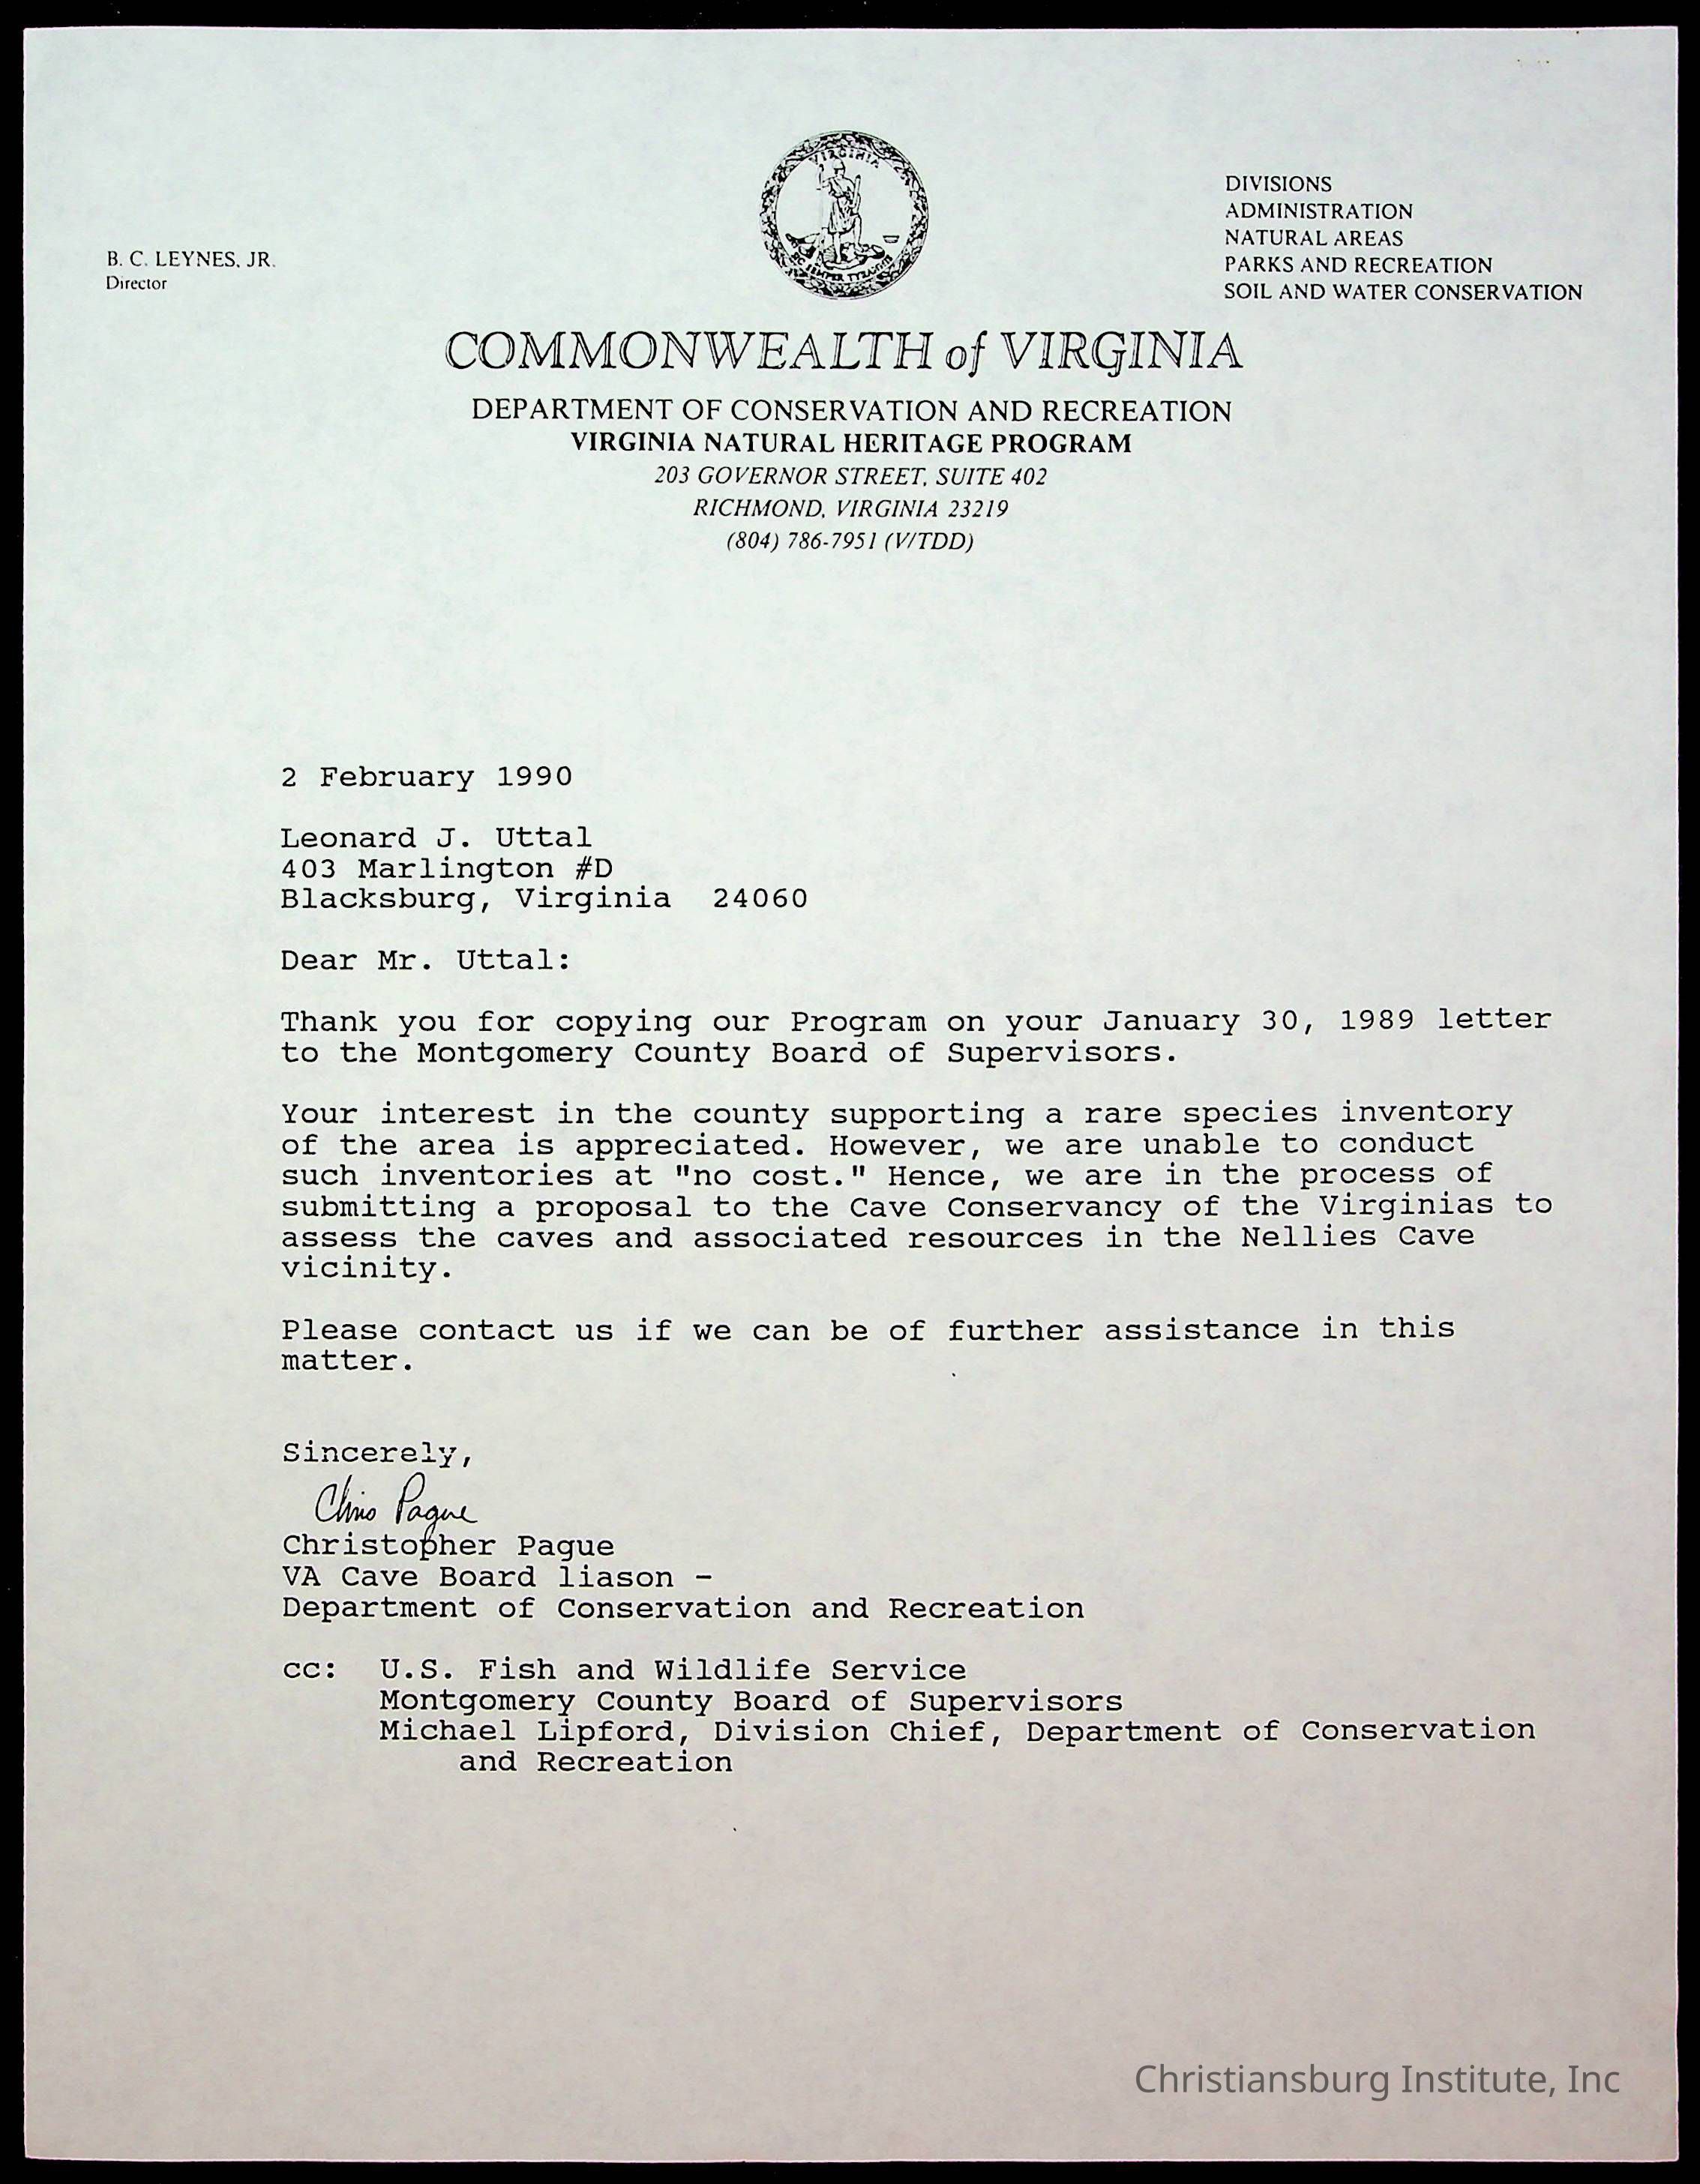 VIRGINIA
SIC SEMPER TYRANNIS
B. C. LEYNES, JR.
Director
DIVISIONS
ADMINISTRATION
NATURAL AREAS
PARKS AND RECREATION
SOIL AND WATER CONSERVATION
COMMONWEALTH of VIRGINIA
DEPARTMENT OF CONSERVATION AND RECREATION
VIRGINIA NATURAL HERITAGE PROGRAM
203 GOVERNOR STREET, SUITE 402
RICHMOND, VIRGINIA 23219
(804) 786-7951 (V/TDD)
2 February 1990
Leonard J. Uttal
403 Marlington #D
Blacksburg, Virginia  24060
Dear Mr. Uttal:
Thank you for copying our Program on your January 30, 1989 letter
to the Montgomery County Board of Supervisors.
Your interest in the county supporting a rare species inventory
of the area is appreciated. However, we are unable to conduct
such inventories at "no cost." Hence, we are in the process of
submitting a proposal to the Cave Conservancy of the Virginias to
assess the caves and associated resources in the Nellies Cave
vicinity.
Please contact us if we can be of further assistance in this
matter.
Sincerely,
Chris Pague
Christopher Pague
VA Cave Board liason -
Department of Conservation and Recreation
cc:  U.S. Fish and Wildlife Service
Montgomery County Board of Supervisors
Michael Lipford, Division Chief, Department of Conservation
and Recreation
Christiansburg Institute, Inc